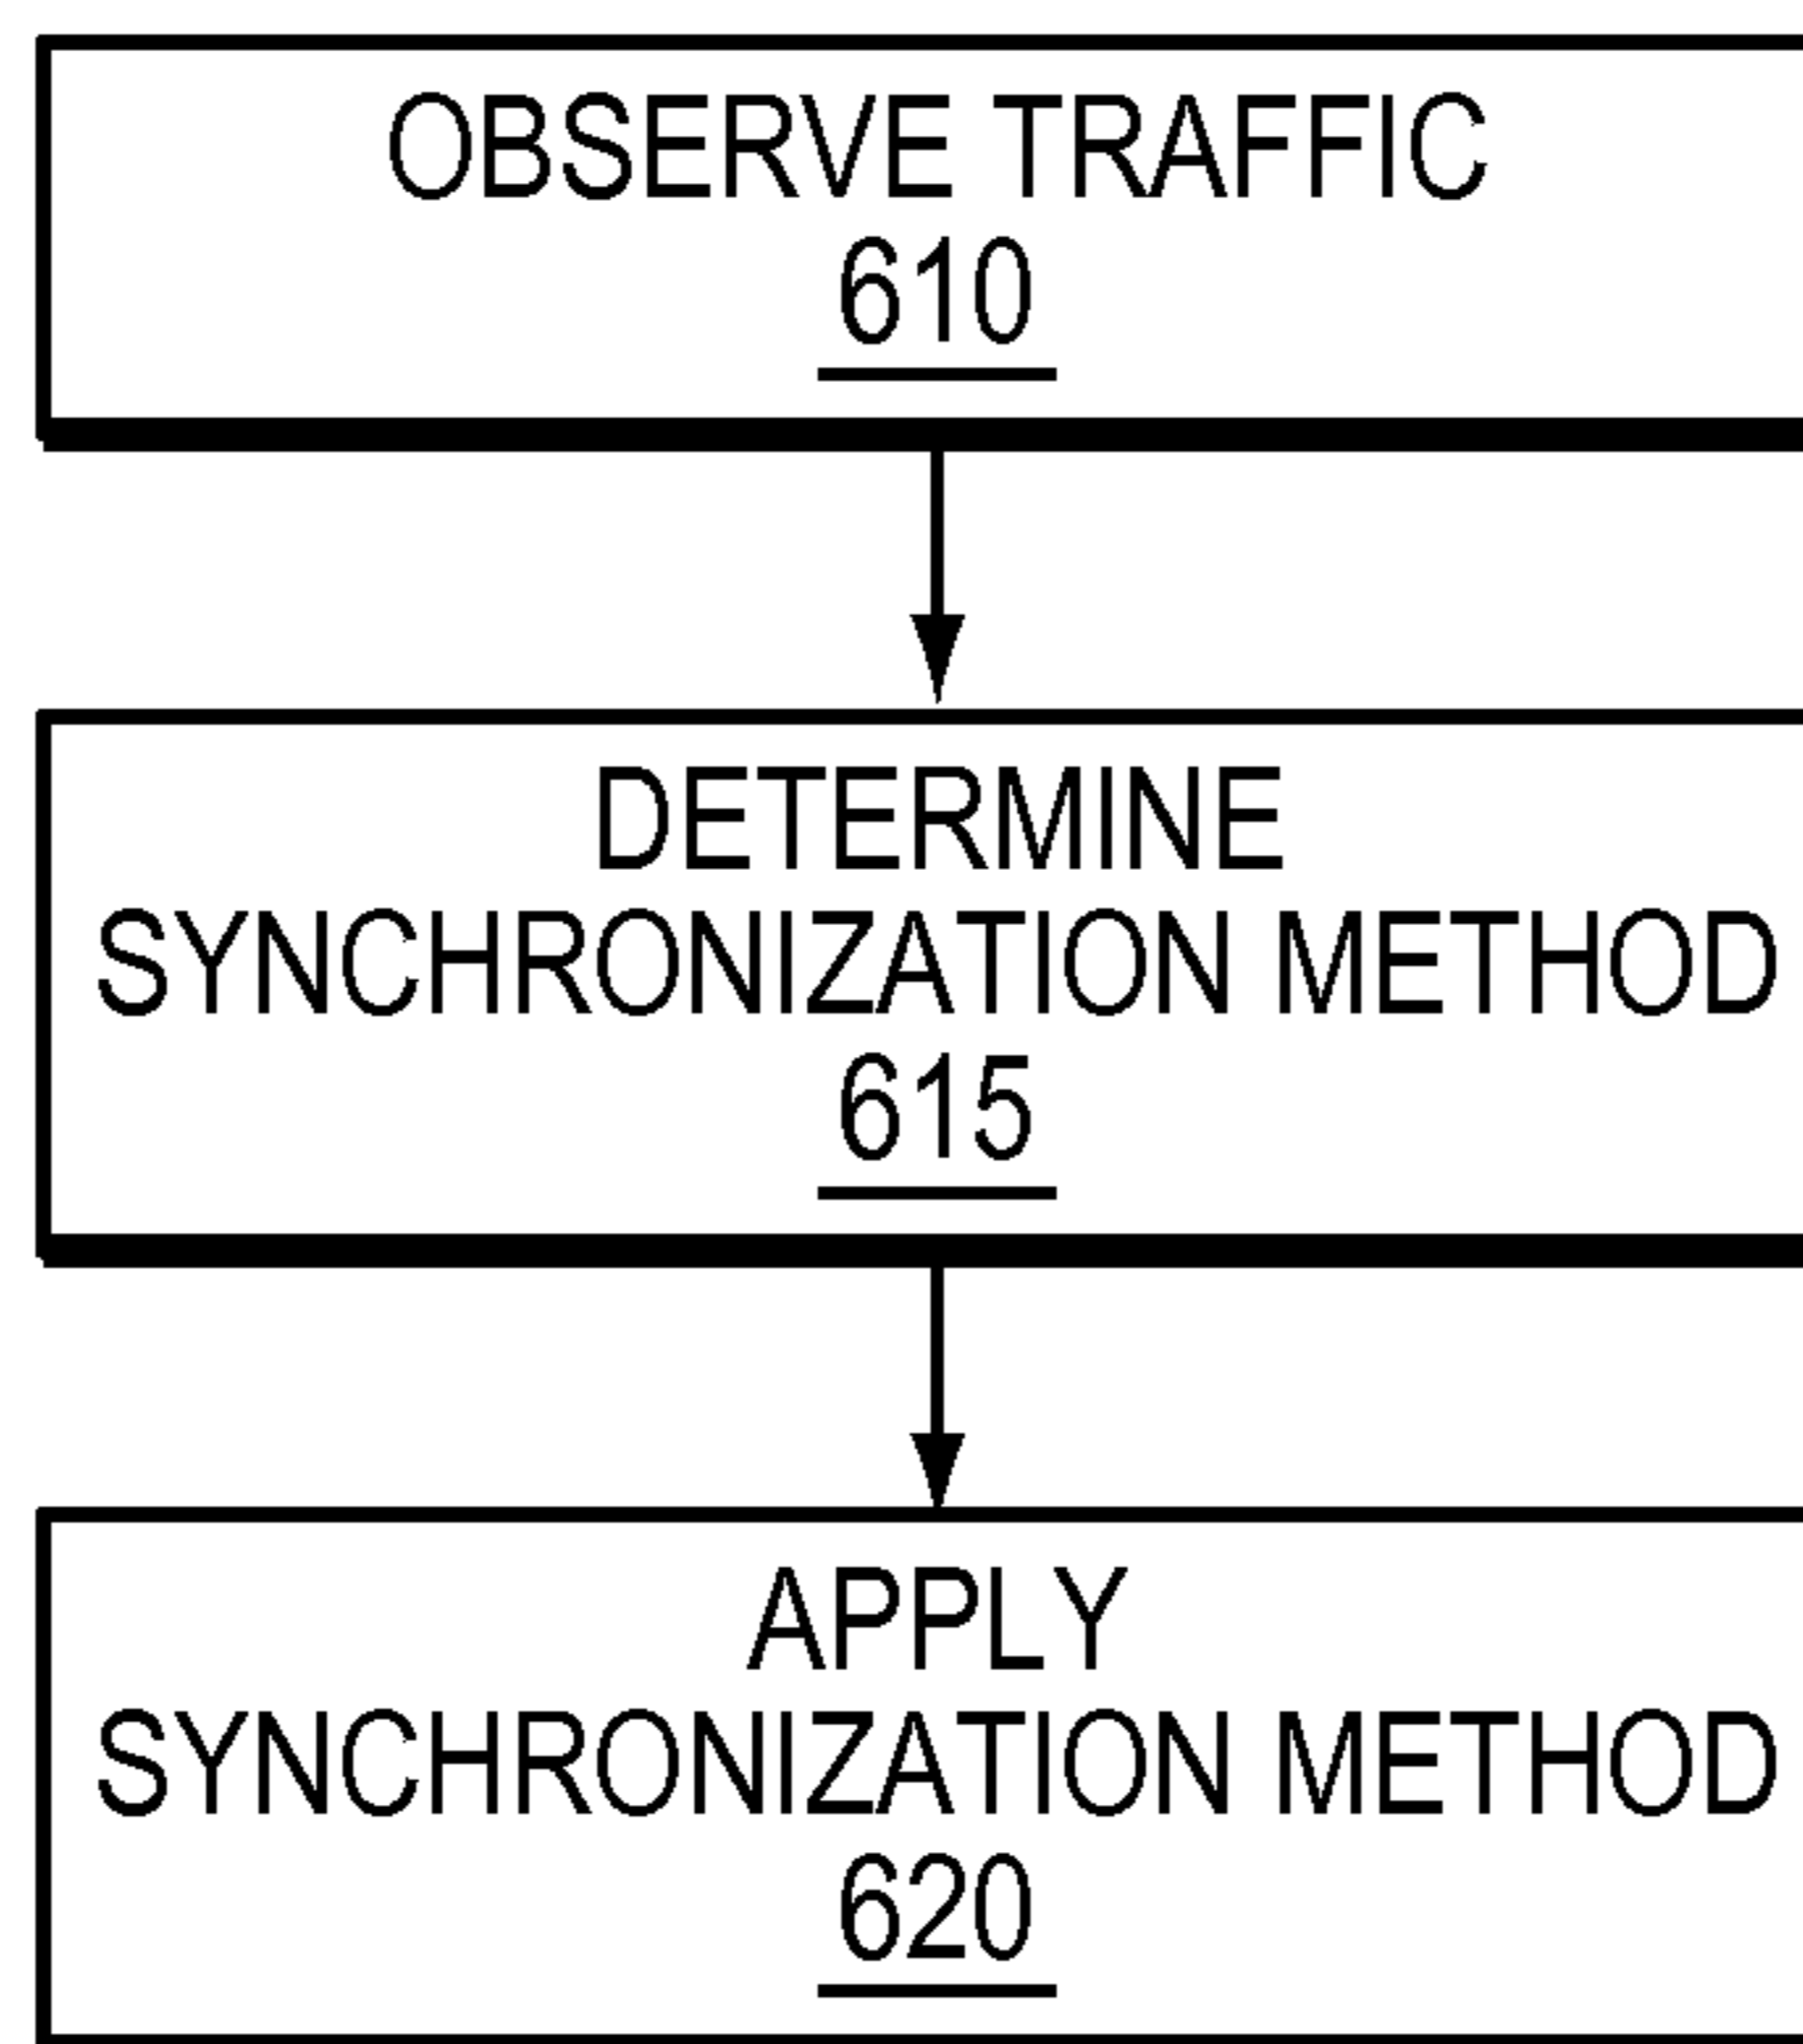 OBSERVE TRAFFIC
610
DETERMINE
SYNCHRONIZATION METHOD
615
APPLY
SYNCHRONIZATION METHOD
620